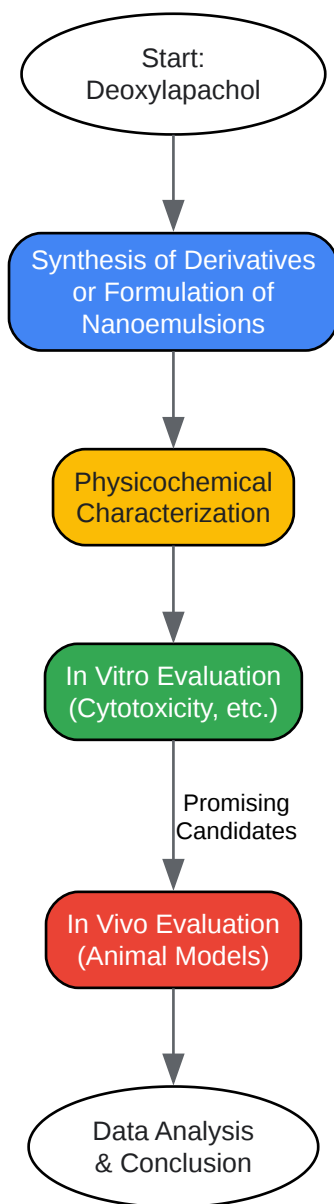 Start:
Deoxylapachol
Synthesis of Derivatives
or Formulation of
Nanoemulsions
Physicochemical
Characterization
In Vitro Evaluation
(Cytotoxicity, etc.)
Promising
Candidates
In Vivo Evaluation
(Animal Models)
Data Analysis
& Conclusion